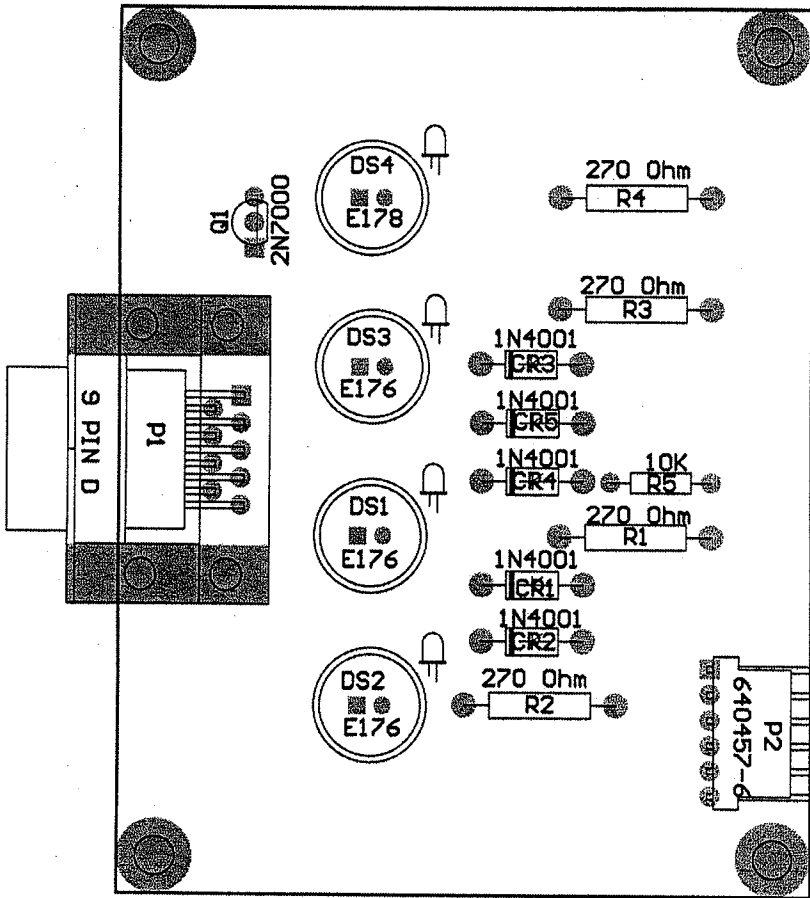 DS4
E178
270 Ohm
R4
Q1
2N7000
270 Ohm
R3
DS3
E176
1N4001
CR3
1N4001
CR5
1N4001
CR4
10K
R5
9 PIN D
P1
DS1
E176
270 Ohm
R1
1N4001
CR1
1N4001
CR2
DS2
E176
270 Ohm
R2
P2
640457-6